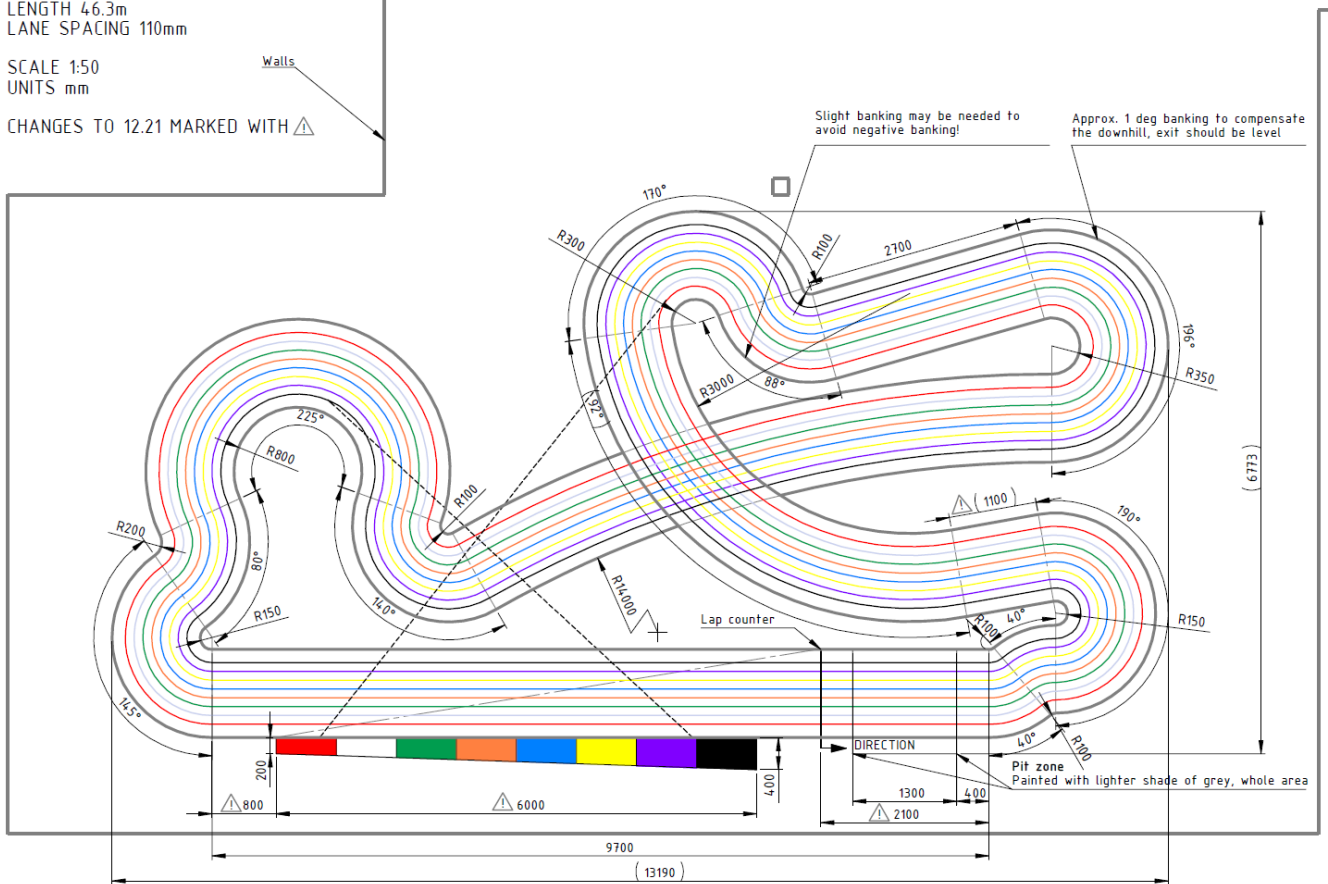 LENGTH 46.3m
LANE SPACING 110mm
SCALE 1:50
UNITS mm
CHANGES TO 12.21 MARKED WITH ⚠
Walls
Slight banking may be needed to
avoid negative banking!
Approx. 1 deg banking to compensate
the downhill, exit should be level
170°
R300
R100
2700
196°
R350
R3000
88°
(92°)
225°
R800
R100
(6773)
⚠ (1100)
190°
R200
80°
R150
140°
R14000
Lap counter
R100
40°
R150
145°
DIRECTION
40°
R100
Pit zone
Painted with lighter shade of grey, whole area
200
400
⚠ 800
⚠ 6000
1300
400
⚠ 2100
9700
(13190)